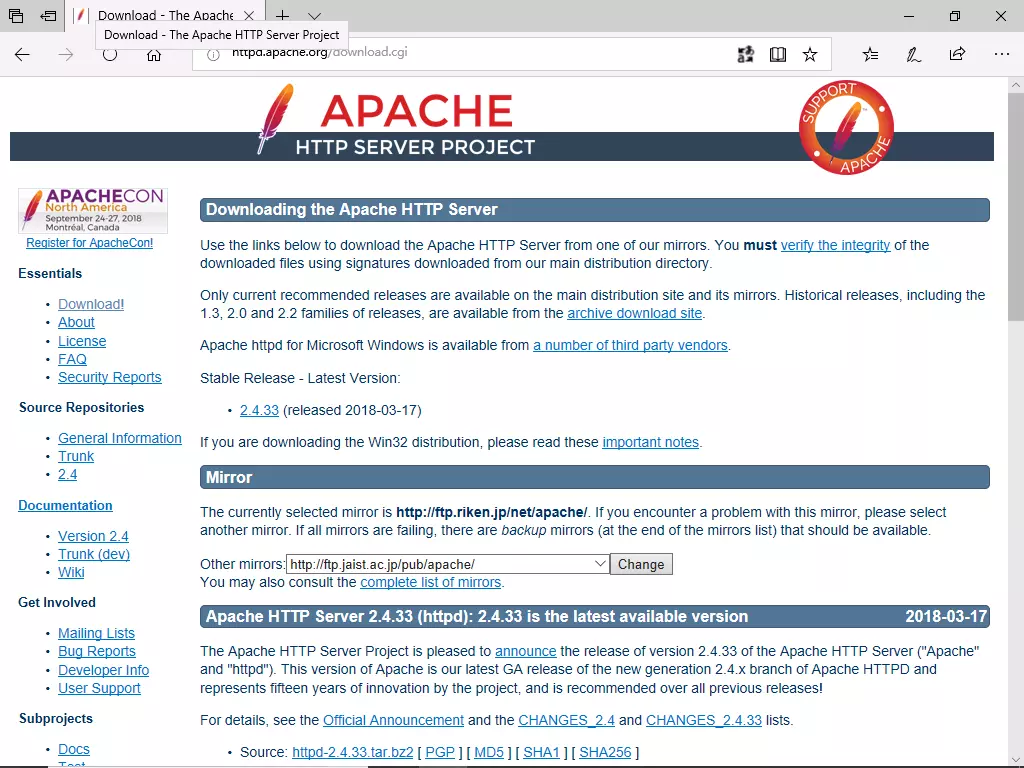 Download - The Apache
Download - The Apache HTTP Server Project
httpd.apache.org/download.cgi
APACHE
HTTP SERVER PROJECT
SUPPORT
APACHE
APACHECON
North America
September 24-27, 2018
Montréal, Canada
Register for ApacheCon!
Essentials
• Download!
• About
• License
• FAQ
• Security Reports
Source Repositories
• General Information
• Trunk
• 2.4
Documentation
• Version 2.4
• Trunk (dev)
• Wiki
Get Involved
• Mailing Lists
• Bug Reports
• Developer Info
• User Support
Subprojects
• Docs
Downloading the Apache HTTP Server
Use the links below to download the Apache HTTP Server from one of our mirrors. You must verify the integrity of the
downloaded files using signatures downloaded from our main distribution directory.
Only current recommended releases are available on the main distribution site and its mirrors. Historical releases, including the
1.3, 2.0 and 2.2 families of releases, are available from the archive download site.
Apache httpd for Microsoft Windows is available from a number of third party vendors.
Stable Release - Latest Version:
• 2.4.33 (released 2018-03-17)
If you are downloading the Win32 distribution, please read these important notes.
Mirror
The currently selected mirror is http://ftp.riken.jp/net/apache/. If you encounter a problem with this mirror, please select
another mirror. If all mirrors are failing, there are backup mirrors (at the end of the mirrors list) that should be available.
Other mirrors: http://ftp.jaist.ac.jp/pub/apache/ Change
You may also consult the complete list of mirrors.
Apache HTTP Server 2.4.33 (httpd): 2.4.33 is the latest available version 2018-03-17
The Apache HTTP Server Project is pleased to announce the release of version 2.4.33 of the Apache HTTP Server ("Apache"
and "httpd"). This version of Apache is our latest GA release of the new generation 2.4.x branch of Apache HTTPD and
represents fifteen years of innovation by the project, and is recommended over all previous releases!
For details, see the Official Announcement and the CHANGES_2.4 and CHANGES_2.4.33 lists.
• Source: httpd-2.4.33.tar.bz2 [ PGP ] [ MD5 ] [ SHA1 ] [ SHA256 ]